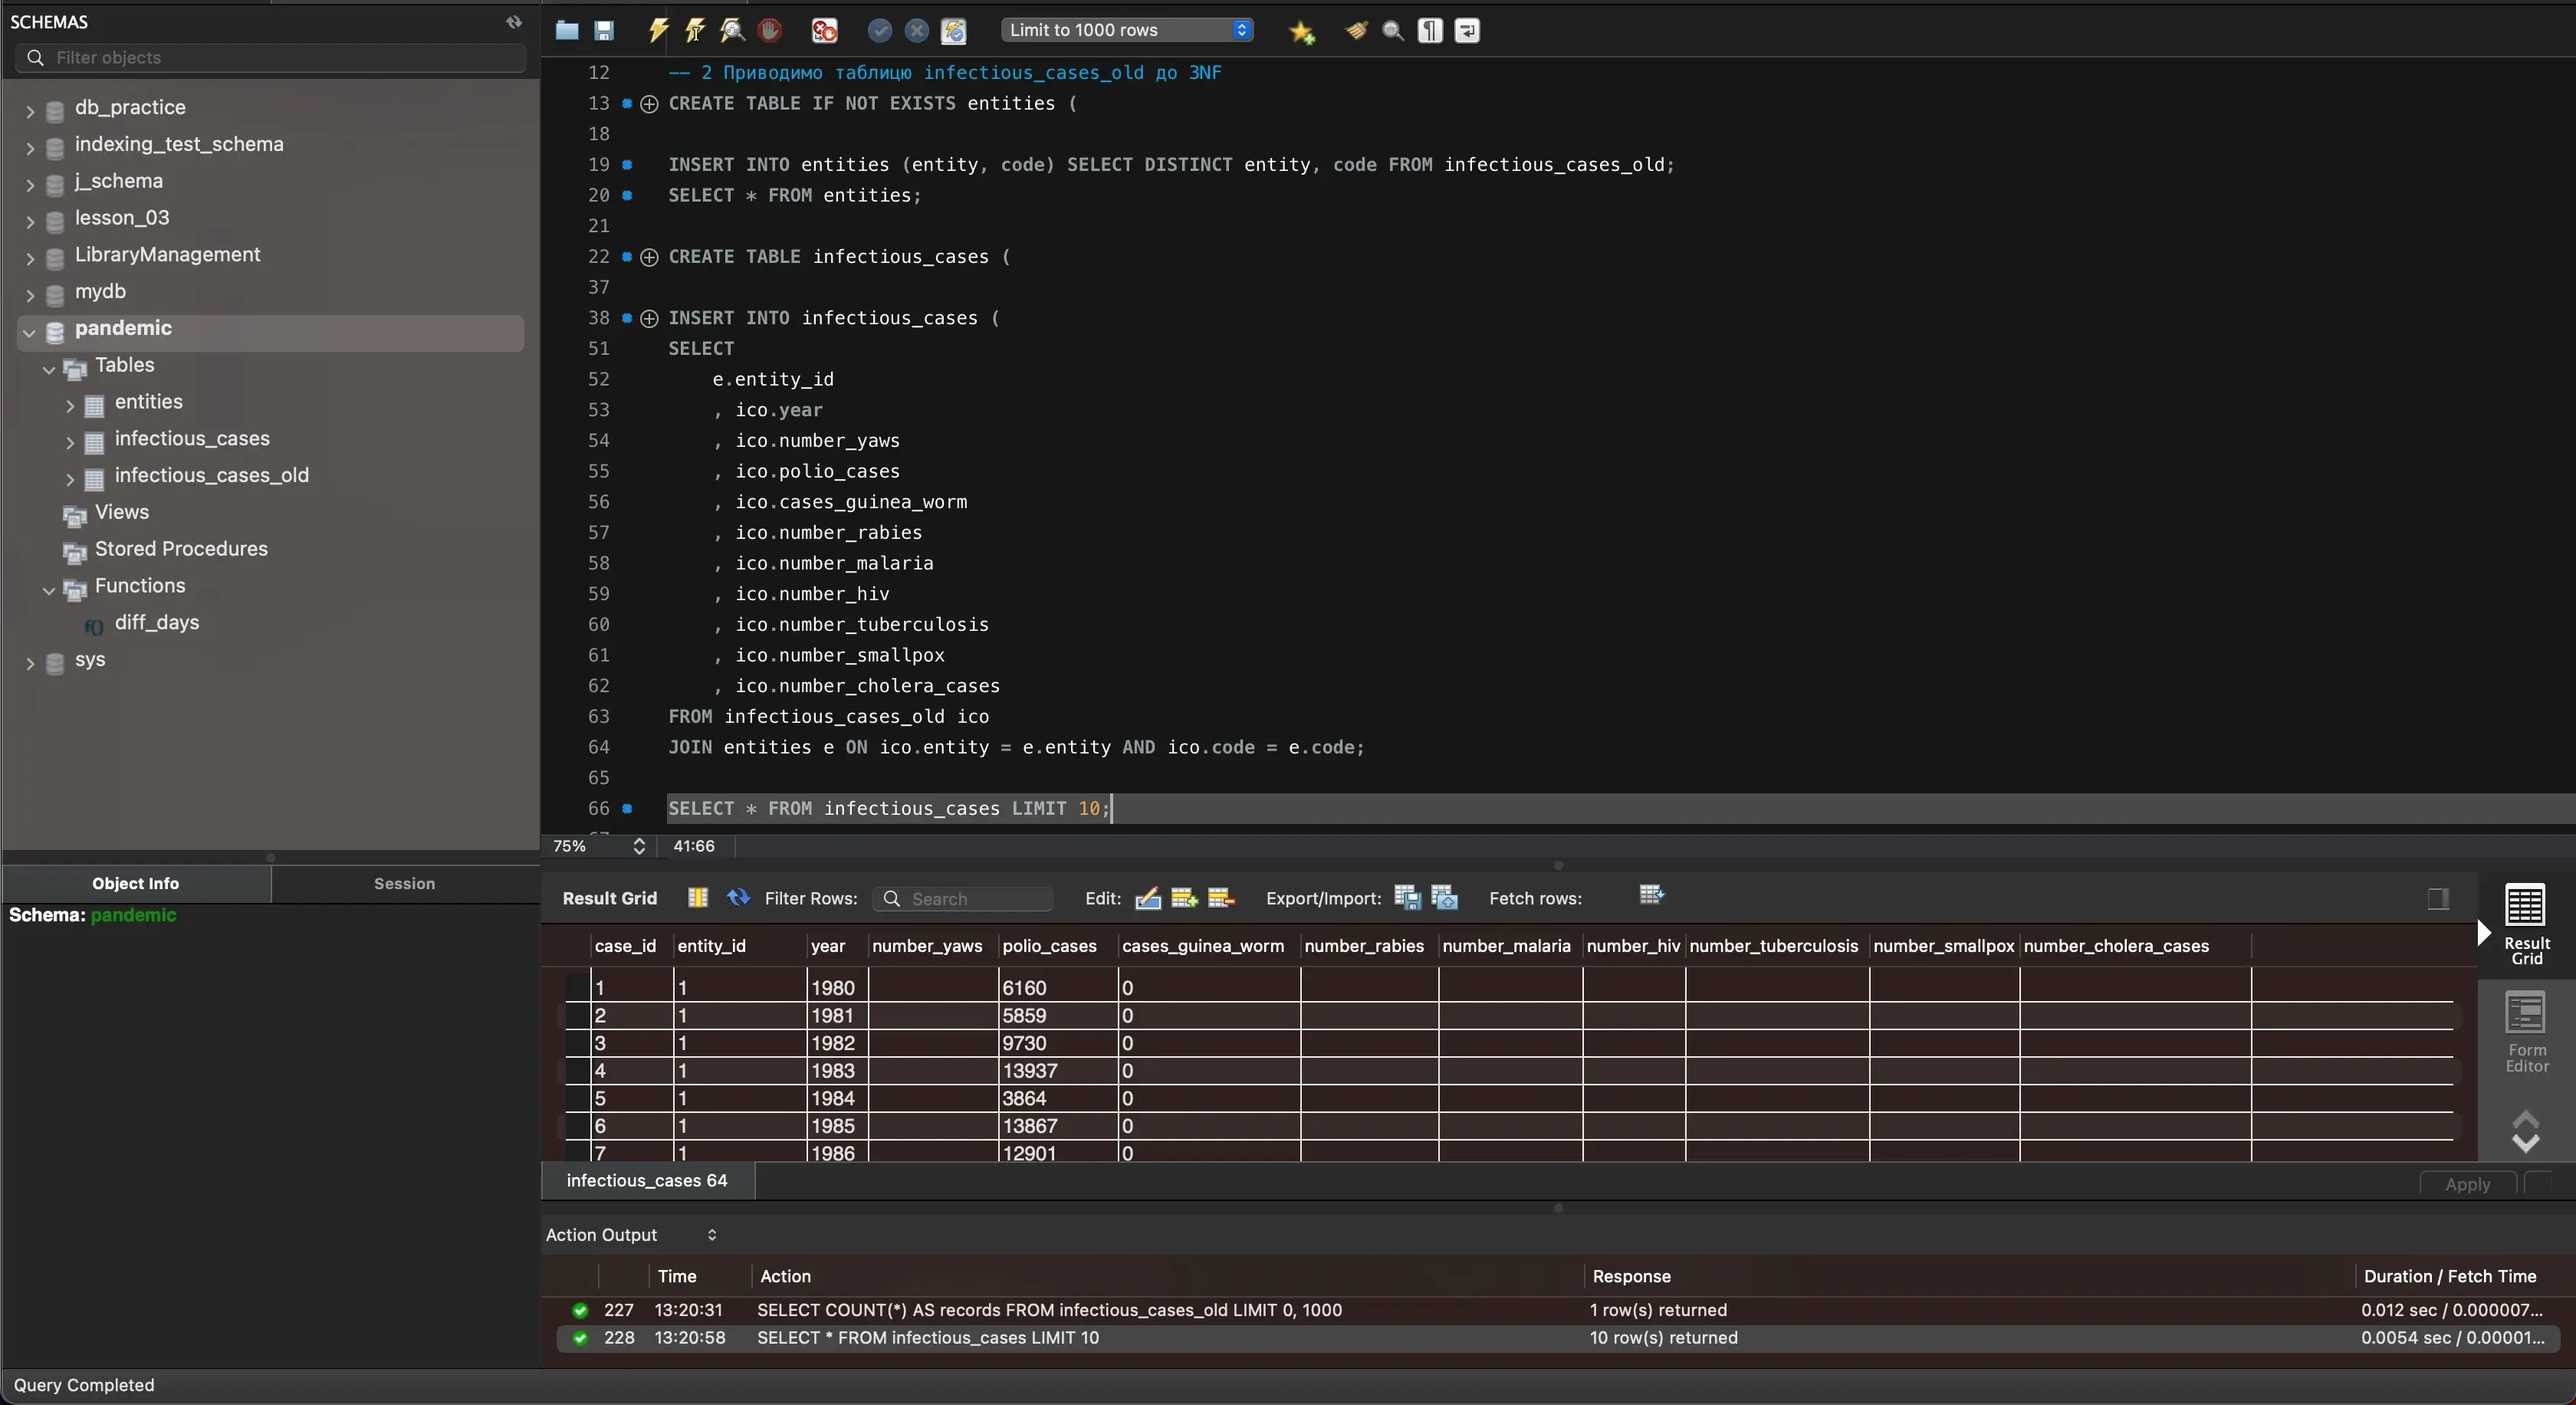 SCHEMAS
Filter objects
db_practice
indexing_test_schema
j_schema
lesson_03
LibraryManagement
mydb
pandemic
Tables
entities
infectious_cases
infectious_cases_old
Views
Stored Procedures
Functions
f() diff_days
sys
Object Info Session
Schema: pandemic
Limit to 1000 rows
12 -- 2 Приводимо таблицю infectious_cases_old до 3NF
13 CREATE TABLE IF NOT EXISTS entities (
18
19 INSERT INTO entities (entity, code) SELECT DISTINCT entity, code FROM infectious_cases_old;
20 SELECT * FROM entities;
21
22 CREATE TABLE infectious_cases (
37
38 INSERT INTO infectious_cases (
51 SELECT
52 e.entity_id
53 , ico.year
54 , ico.number_yaws
55 , ico.polio_cases
56 , ico.cases_guinea_worm
57 , ico.number_rabies
58 , ico.number_malaria
59 , ico.number_hiv
60 , ico.number_tuberculosis
61 , ico.number_smallpox
62 , ico.number_cholera_cases
63 FROM infectious_cases_old ico
64 JOIN entities e ON ico.entity = e.entity AND ico.code = e.code;
65
66 SELECT * FROM infectious_cases LIMIT 10;
75% 41:66
Result Grid Filter Rows: Search Edit: Export/Import: Fetch rows:
case_id entity_id year number_yaws polio_cases cases_guinea_worm number_rabies number_malaria number_hiv number_tuberculosis number_smallpox number_cholera_cases
1 1 1980 6160 0
2 1 1981 5859 0
3 1 1982 9730 0
4 1 1983 13937 0
5 1 1984 3864 0
6 1 1985 13867 0
7 1 1986 12901 0
Result
Grid
Form
Editor
infectious_cases 64
Apply
Action Output
Time Action Response Duration / Fetch Time
227 13:20:31 SELECT COUNT(*) AS records FROM infectious_cases_old LIMIT 0, 1000 1 row(s) returned 0.012 sec / 0.000007...
228 13:20:58 SELECT * FROM infectious_cases LIMIT 10 10 row(s) returned 0.0054 sec / 0.00001...
Query Completed